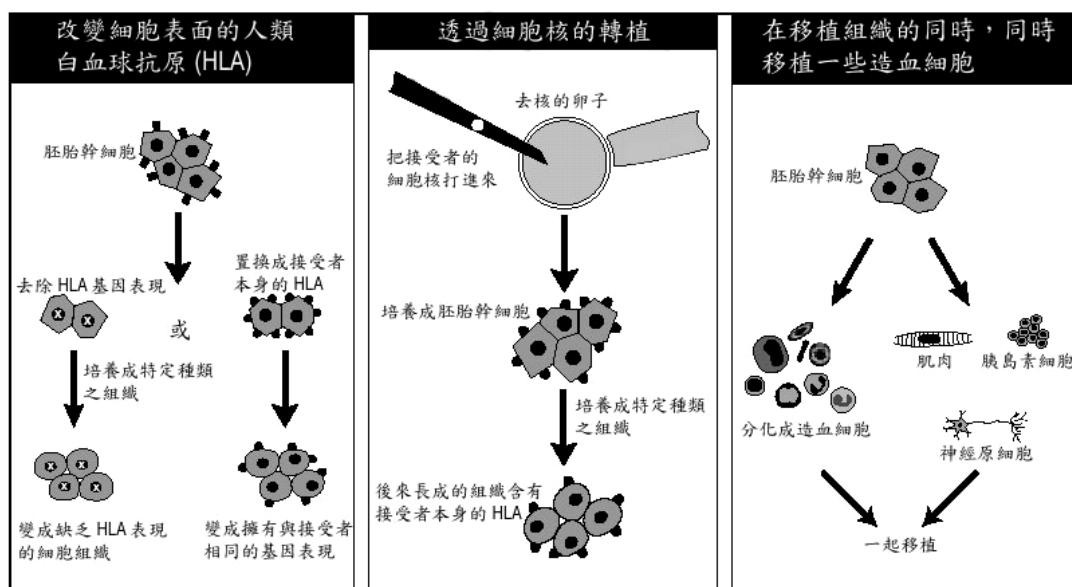 改變細胞表面的人類
白血球抗原 (HLA)
胚胎幹細胞
去除 HLA 基因表現
置換成接受者
本身的 HLA
或
培養成特定種類
之組織
變成缺乏 HLA 表現
的細胞組織
變成擁有與接受者
相同的基因表現
透過細胞核的轉植
去核的卵子
把接受者的
細胞核打進來
培養成胚胎幹細胞
培養成特定種類
之組織
後來長成的組織含有
接受者本身的 HLA
在移植組織的同時，同時
移植一些造血細胞
胚胎幹細胞
肌肉
胰島素細胞
分化成造血細胞
神經原細胞
一起移植